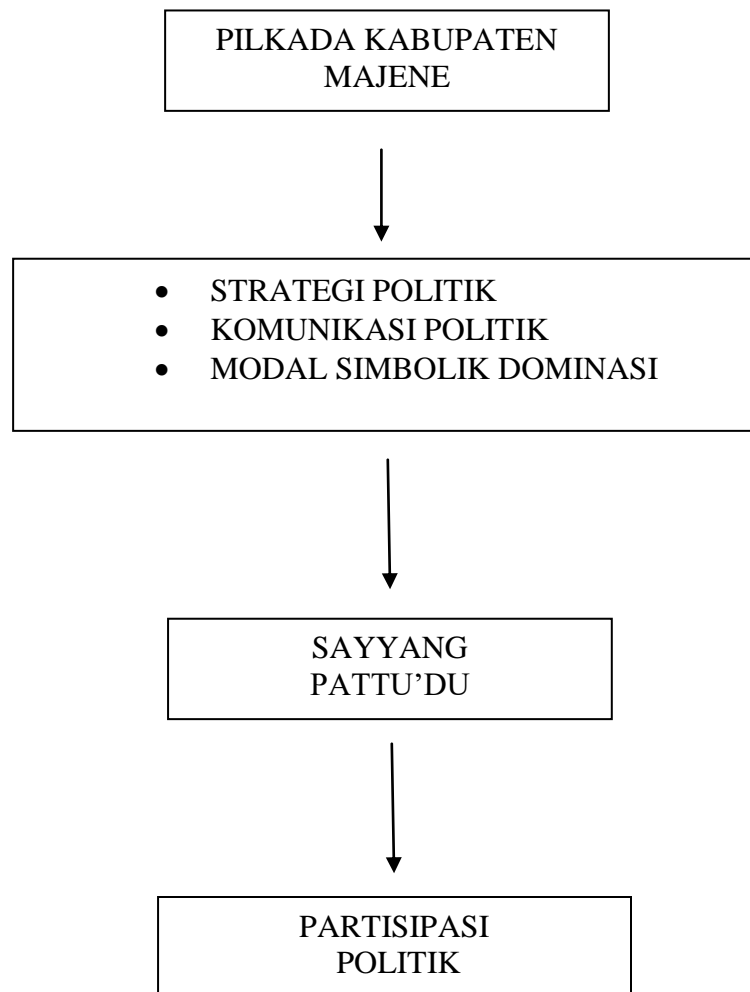 PILKADA KABUPATEN
MAJENE
• STRATEGI POLITIK
• KOMUNIKASI POLITIK
• MODAL SIMBOLIK DOMINASI
SAYYANG
PATTU’DU
PARTISIPASI
POLITIK